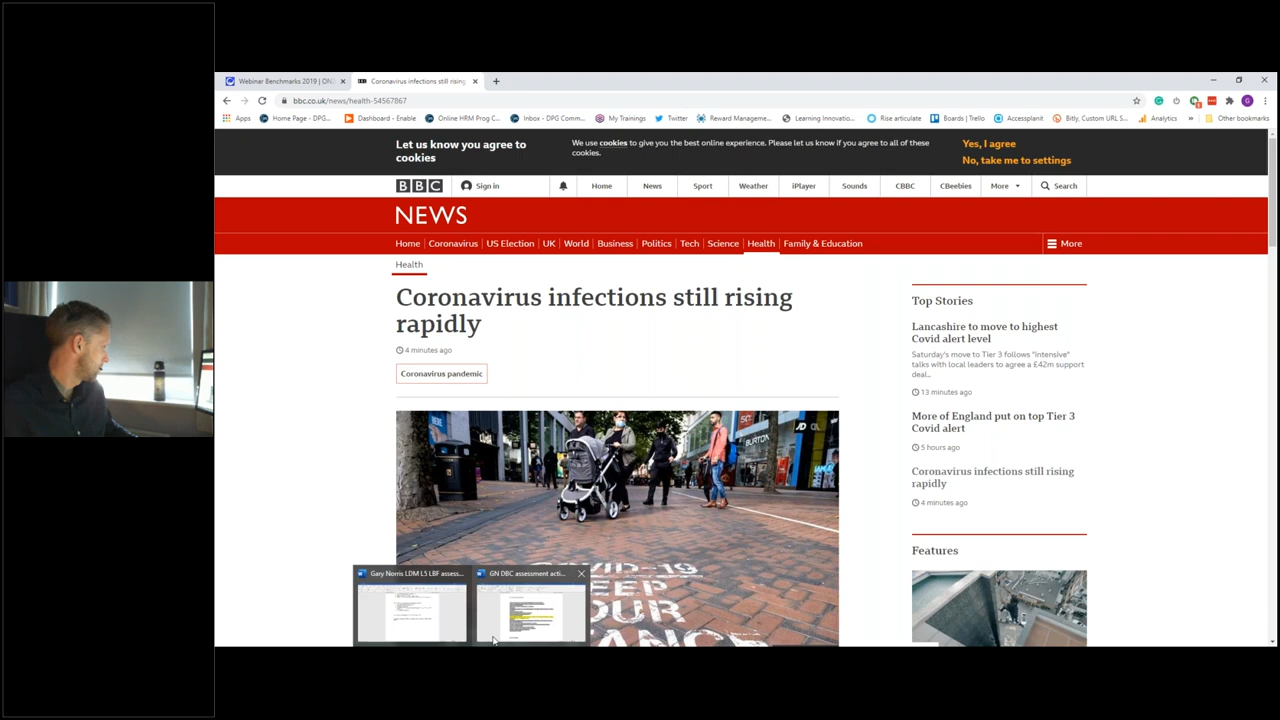 Webinar Benchmarks 2019 | ON
Coronavirus infections still rising
bbc.co.uk/news/health-54567867
Apps
Home Page - DPG...
Dashboard - Enable
Online HRM Prog C...
Inbox - DPG Comm...
My Trainings
Twitter
Reward Manageme...
Learning Innovatio...
Rise articulate
Boards | Trello
Accessplanit
Bitly, Custom URL S...
Analytics
»
Other bookmarks
Let us know you agree to
cookies
We use cookies to give you the best online experience. Please let us know if you agree to all of these
cookies.
Yes, I agree
No, take me to settings
BBC
Sign in
Home
News
Sport
Weather
iPlayer
Sounds
CBBC
CBeebies
More
Search
NEWS
Home
Coronavirus
US Election
UK
World
Business
Politics
Tech
Science
Health
Family & Education
More
Health
Coronavirus infections still rising
rapidly
4 minutes ago
Coronavirus pandemic
BURTON
COVID-19
KEEP
YOUR
DISTANCE
Gary Norris LDM L5 LBF assess...
GN DBC assessment acti...
Top Stories
Lancashire to move to highest
Covid alert level
Saturday's move to Tier 3 follows "intensive"
talks with local leaders to agree a £42m support
deal..
13 minutes ago
More of England put on top Tier 3
Covid alert
5 hours ago
Coronavirus infections still rising
rapidly
4 minutes ago
Features